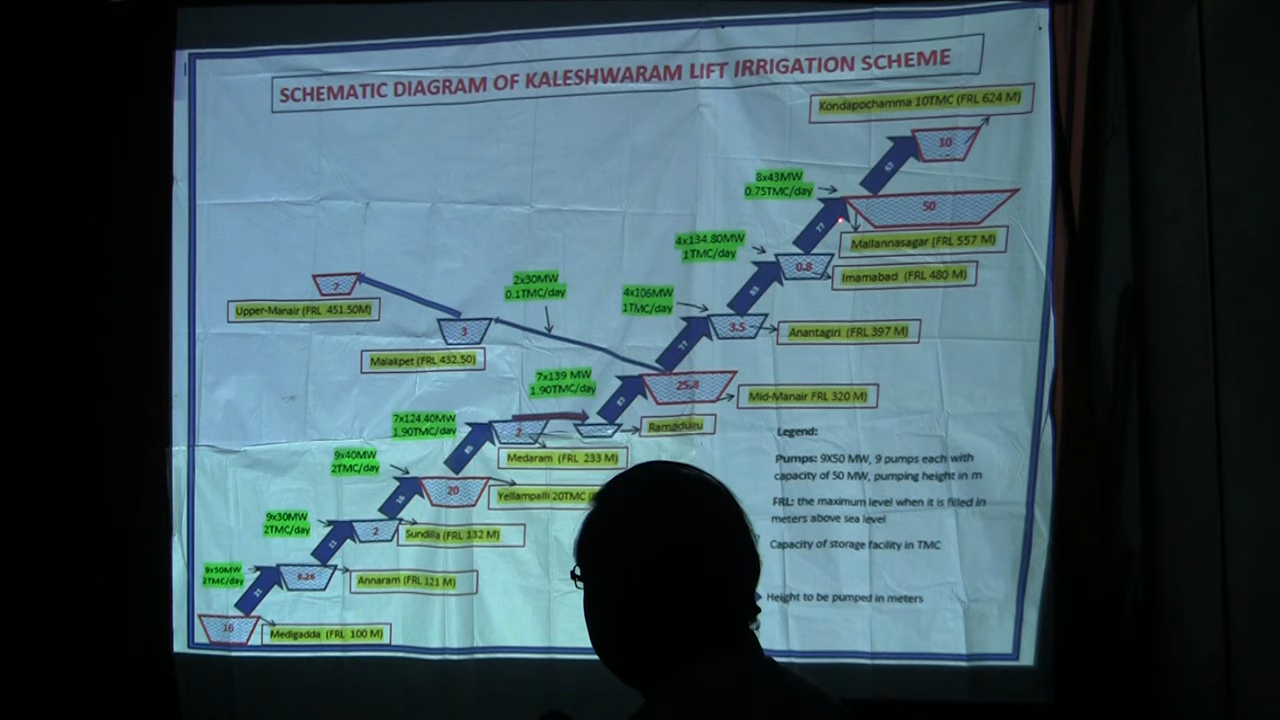 SCHEMATIC DIAGRAM OF KALESHWARAM LIFT IRRIGATION SCHEME
Kondapochamma 10TMC (FRL 624 M)
10
67
8x43MW
0.75TMC/day
50
77
Mallannasagar (FRL 557 M)
4x134.80MW
1TMC/day
0.8
Imamabad (FRL 480 M)
83
2x30MW
0.1TMC/day
4x106MW
1TMC/day
Upper-Manair (FRL 451.50M)
3
3.5
Anantagiri (FRL 397 M)
77
Malakpet (FRL 432.50)
7x139 MW
1.90TMC/day
25.8
Mid-Manair FRL 320 M)
7x124.40MW
1.90TMC/day
2
Ramaduru
Medaram (FRL 233 M)
Legend:
Pumps: 9X50 MW, 9 pumps each with
capacity of 50 MW, pumping height in m
9x40MW
2TMC/day
20
Yellampalli 20TMC
FRL: the maximum level when it is filled in
meters above sea level
9x30MW
2TMC/day
2
Sundilla (FRL 132 M)
Capacity of storage facility in TMC
11
9x50MW
2TMC/day
Annaram (FRL 121 M)
Height to be pumped in meters
21
16
Medigadda (FRL 100 M)